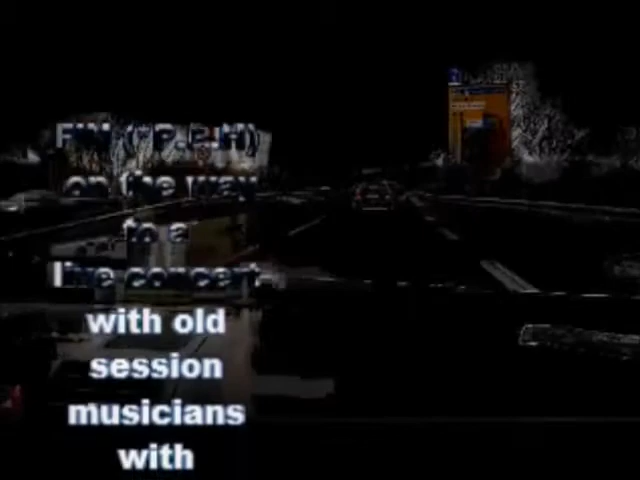 on the way
to a
live concert
with old
session
musicians
with